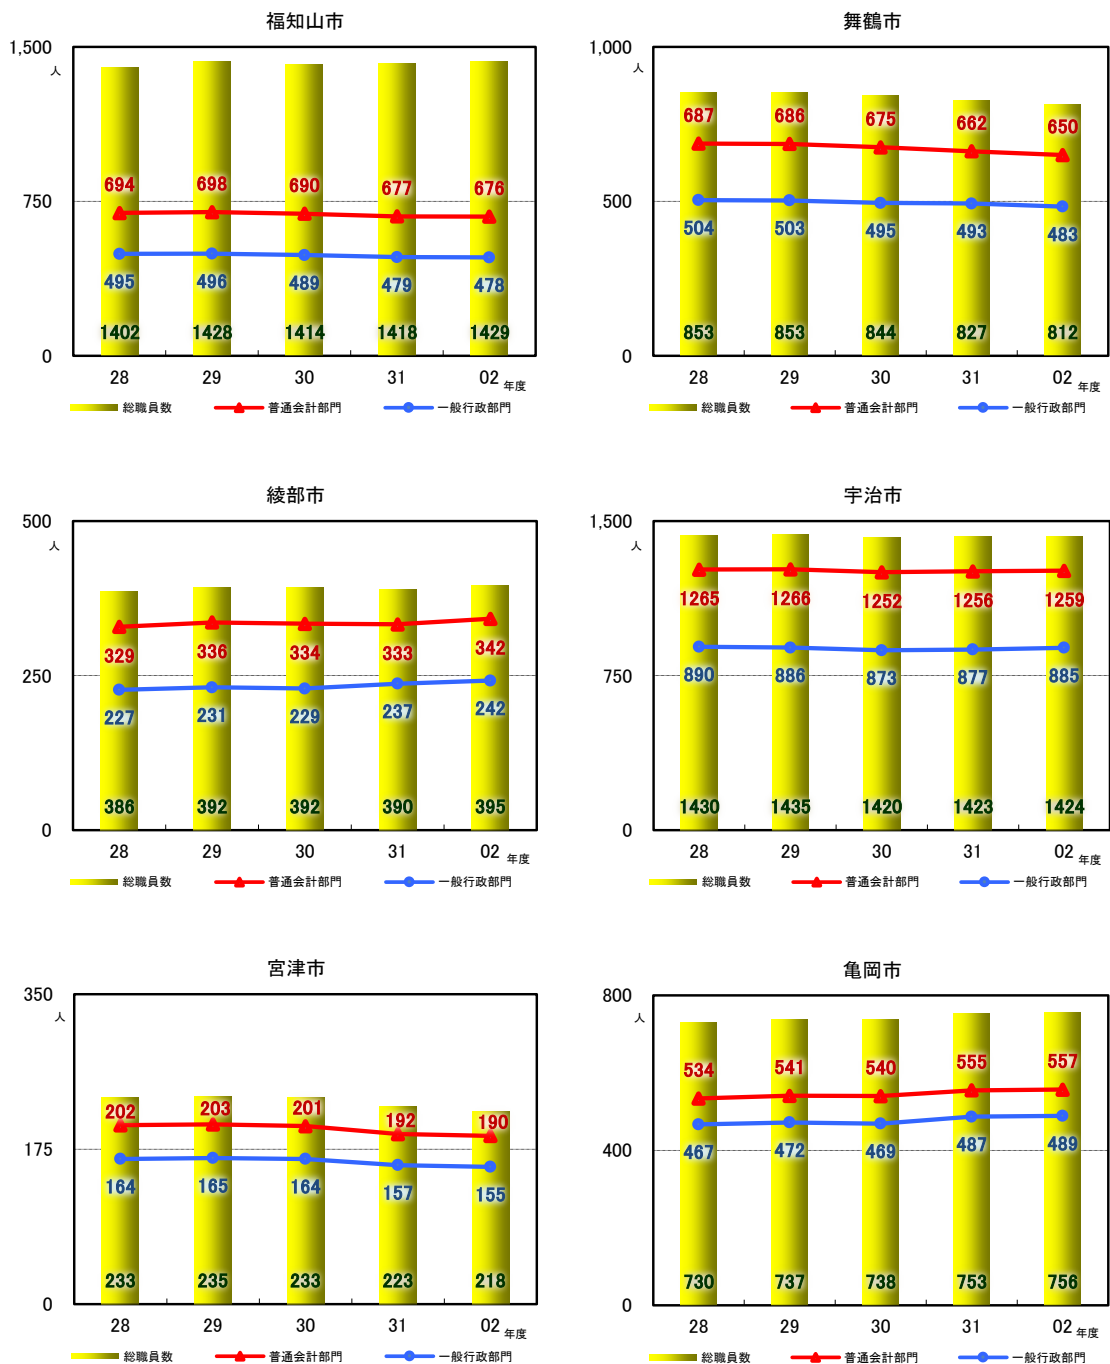 福知山市
1,500
人
694 698 690 677 676
750
495 496 489 479 478
1402 1428 1414 1418 1429
0
28 29 30 31 02 年度
総職員数 普通会計部門 一般行政部門
舞鶴市
1,000
人
687 686 675 662 650
500
504 503 495 493 483
853 853 844 827 812
0
28 29 30 31 02 年度
総職員数 普通会計部門 一般行政部門
綾部市
500
人
329 336 334 333 342
250
227 231 229 237 242
386 392 392 390 395
0
28 29 30 31 02 年度
総職員数 普通会計部門 一般行政部門
宇治市
1,500
人
1265 1266 1252 1256 1259
750
890 886 873 877 885
1430 1435 1420 1423 1424
0
28 29 30 31 02 年度
総職員数 普通会計部門 一般行政部門
宮津市
350
人
202 203 201 192 190
175
164 165 164 157 155
233 235 233 223 218
0
28 29 30 31 02 年度
総職員数 普通会計部門 一般行政部門
亀岡市
800
人
534 541 540 555 557
400
467 472 469 487 489
730 737 738 753 756
0
28 29 30 31 02 年度
総職員数 普通会計部門 一般行政部門